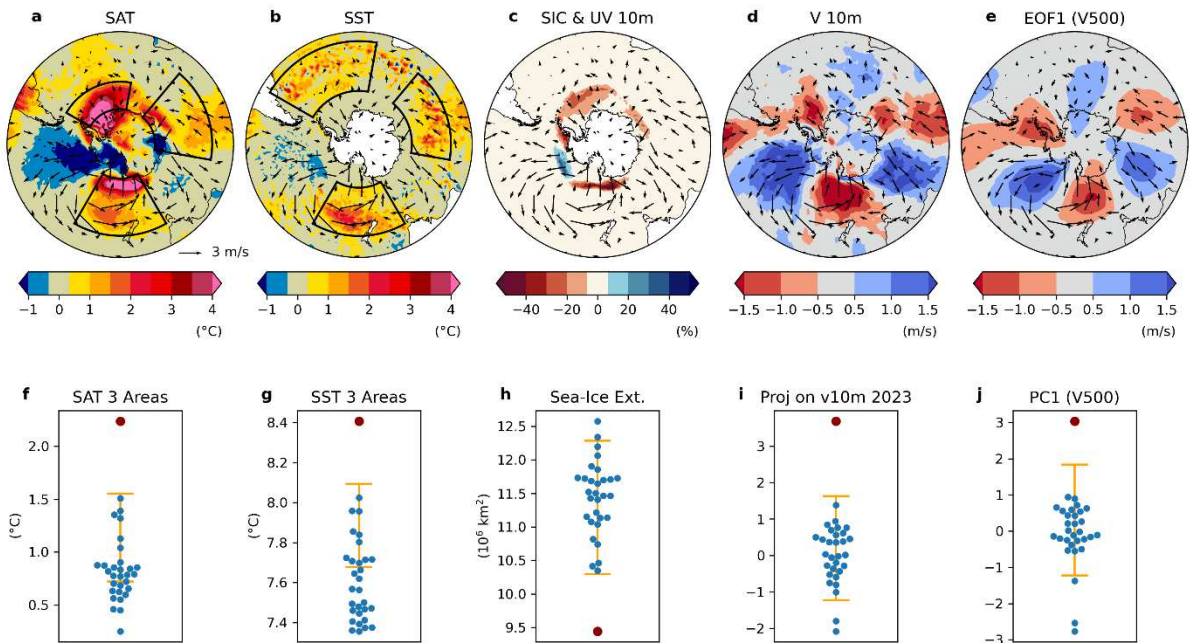 a SAT
b SST
c SIC & UV 10m
d V 10m
e EOF1 (V500)
3 m/s
−1 0 1 2 3 4
(°C)
−1 0 1 2 3 4
(°C)
−40 −20 0 20 40
(%)
−1.5 −1.0 −0.5 0.5 1.0 1.5
(m/s)
−1.5 −1.0 −0.5 0.5 1.0 1.5
(m/s)
f SAT 3 Areas
(°C)
2.0
1.5
1.0
0.5
g SST 3 Areas
(°C)
8.4
8.2
8.0
7.8
7.6
7.4
h Sea-Ice Ext.
(10⁶ km²)
12.5
12.0
11.5
11.0
10.5
10.0
9.5
i Proj on v10m 2023
4
3
2
1
0
−1
−2
j PC1 (V500)
3
2
1
0
−1
−2
−3